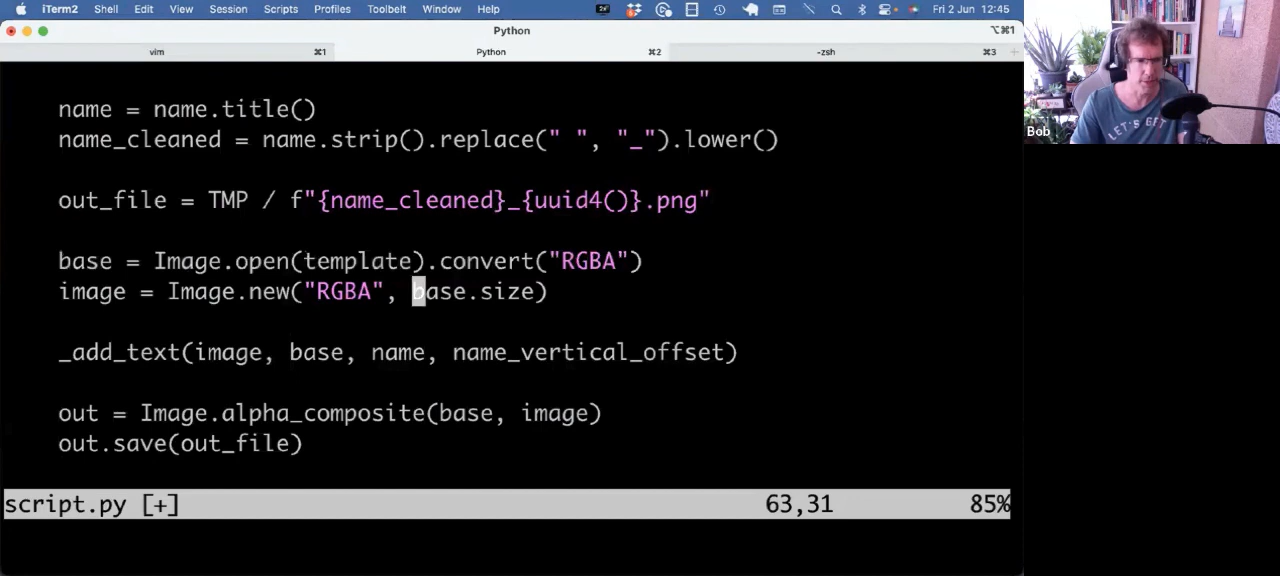 iTerm2 Shell Edit View Session Scripts Profiles Toolbelt Window Help Fri 2 Jun 12:45
Python ⌥⌘1
vim ⌘1 Python ⌘2 -zsh ⌘3 +
name = name.title()
name_cleaned = name.strip().replace(" ", "_").lower()
out_file = TMP / f"{name_cleaned}_{uuid4()}.png"
base = Image.open(template).convert("RGBA")
image = Image.new("RGBA", base.size)
_add_text(image, base, name, name_vertical_offset)
out = Image.alpha_composite(base, image)
out.save(out_file)
script.py [+] 63,31 85%
Bob
LET'S GET